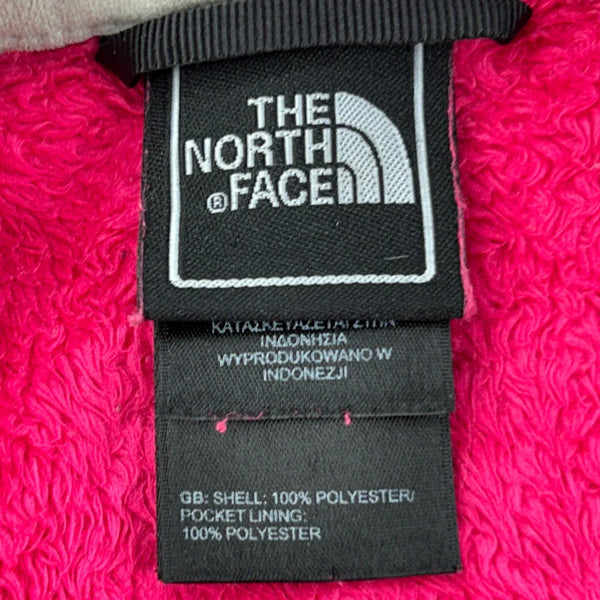 THE
NORTH
® FACE
ΚΑΤΑΣΚΕΥΑΖΕΤΑΙ ΣΤΗΝ
ΙΝΔΟΝΗΣΙΑ
WYPRODUKOWANO W
INDONEZJI
GB: SHELL: 100% POLYESTER/
POCKET LINING:
100% POLYESTER